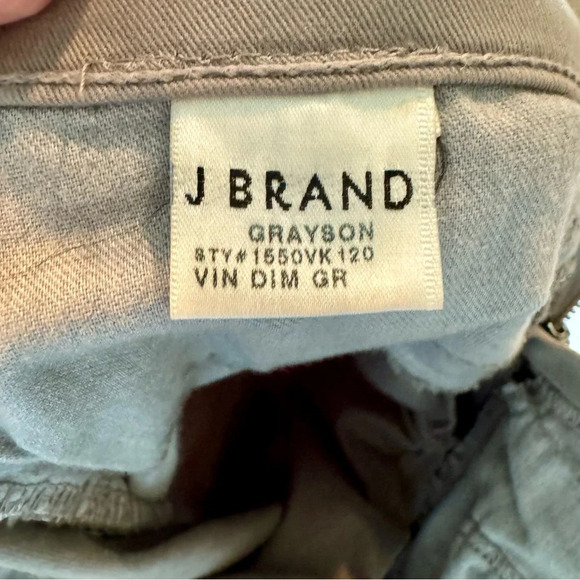 J BRAND
GRAYSON
STY#1550VK120
VIN DIM GR